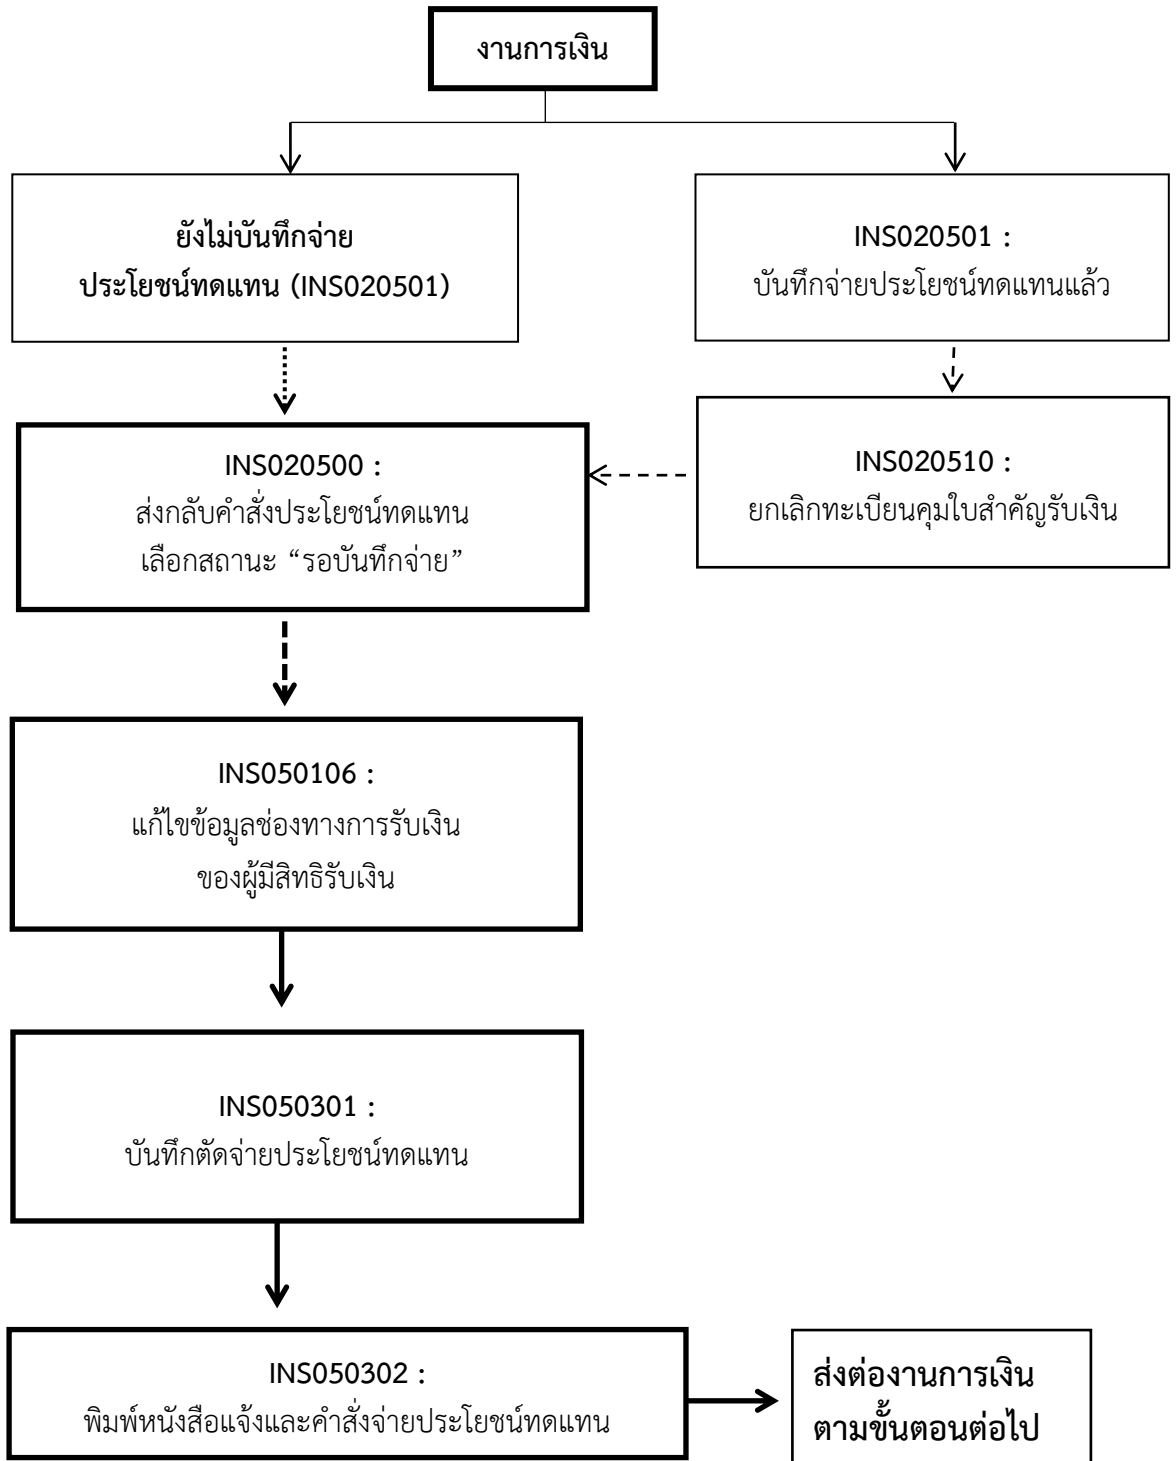 งานการเงิน
ยังไม่บันทึกจ่าย
ประโยชน์ทดแทน (INS020501)
INS020501 :
บันทึกจ่ายประโยชน์ทดแทนแล้ว
INS020500 :
ส่งกลับคำสั่งประโยชน์ทดแทน
เลือกสถานะ “รอบันทึกจ่าย”
INS020510 :
ยกเลิกทะเบียนคุมใบสำคัญรับเงิน
INS050106 :
แก้ไขข้อมูลช่องทางการรับเงิน
ของผู้มีสิทธิรับเงิน
INS050301 :
บันทึกตัดจ่ายประโยชน์ทดแทน
INS050302 :
พิมพ์หนังสือแจ้งและคำสั่งจ่ายประโยชน์ทดแทน
ส่งต่องานการเงิน
ตามขั้นตอนต่อไป